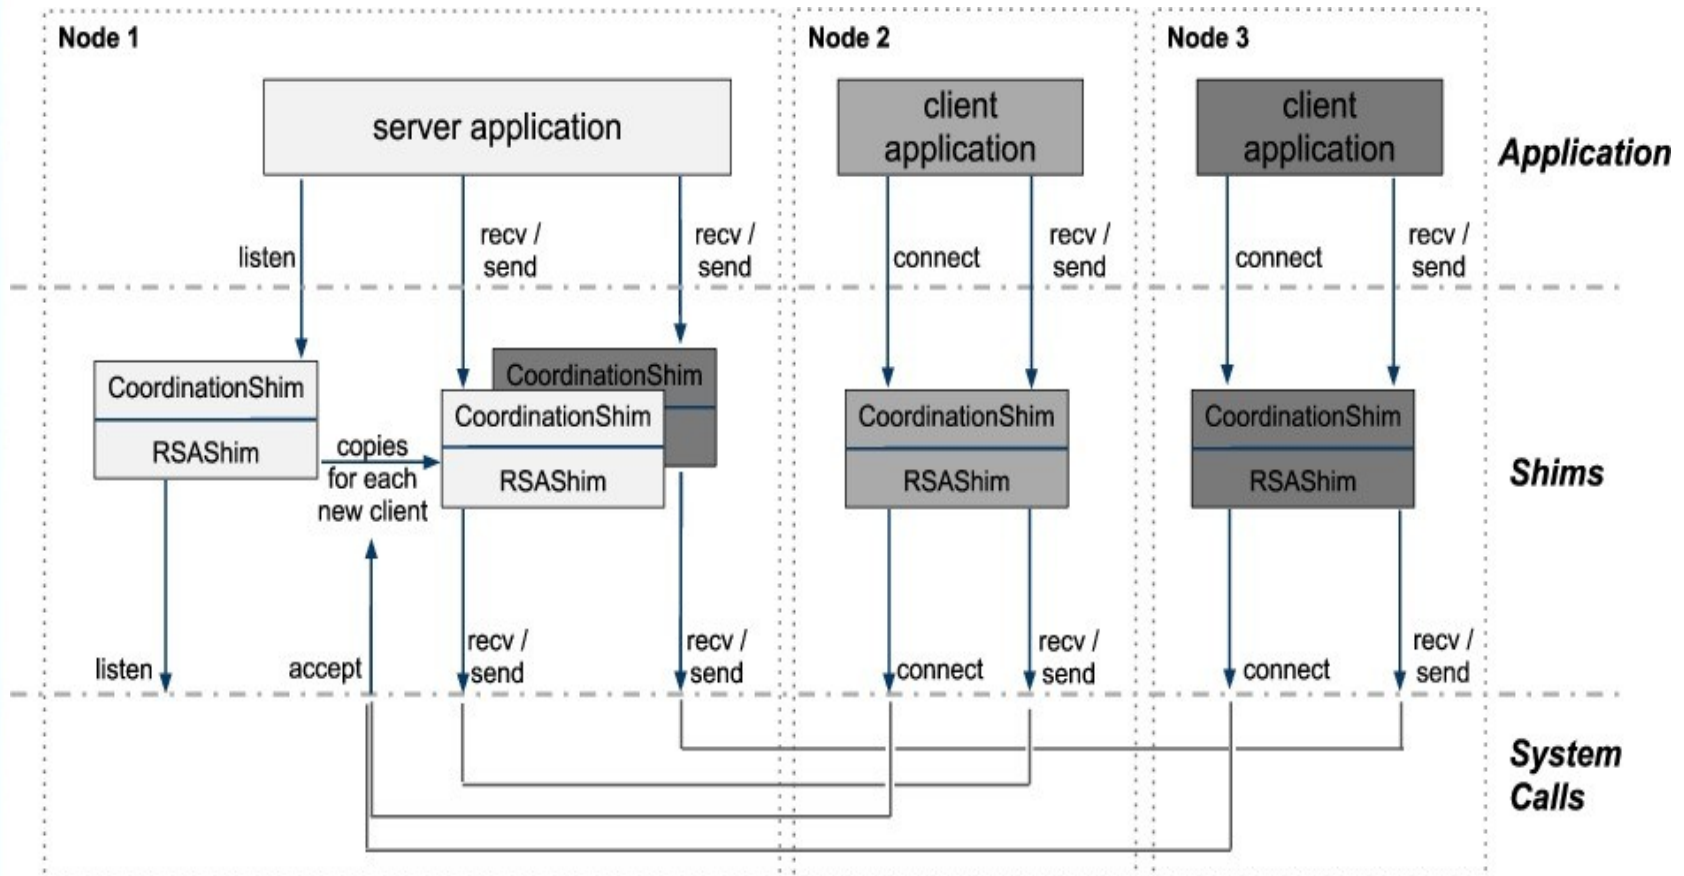 Node 1
Node 2
Node 3
server application
client
application
client
application
Application
listen
recv /
send
recv /
send
connect
recv /
send
connect
recv /
send
CoordinationShim
RSAShim
copies
for each
new client
CoordinationShim
CoordinationShim
RSAShim
CoordinationShim
RSAShim
CoordinationShim
RSAShim
Shims
listen
accept
recv /
send
recv /
send
connect
recv /
send
connect
recv /
send
System
Calls